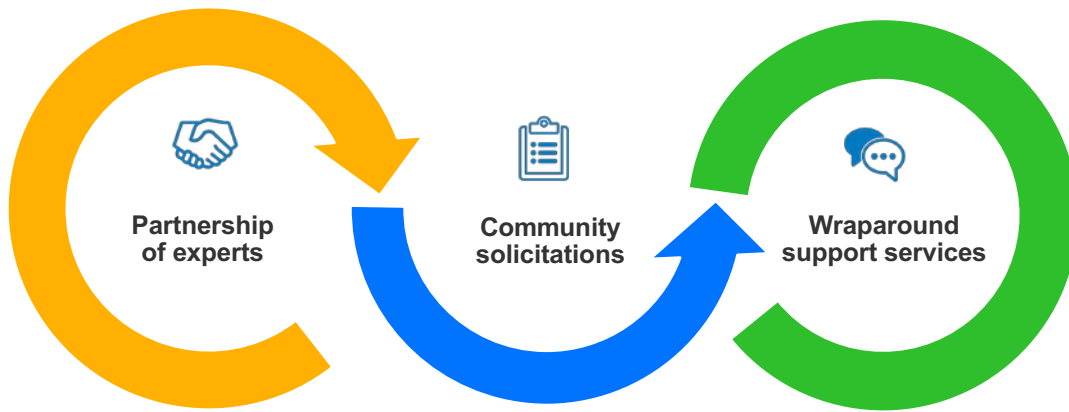 Partnership
of experts
Community
solicitations
Wraparound
support services